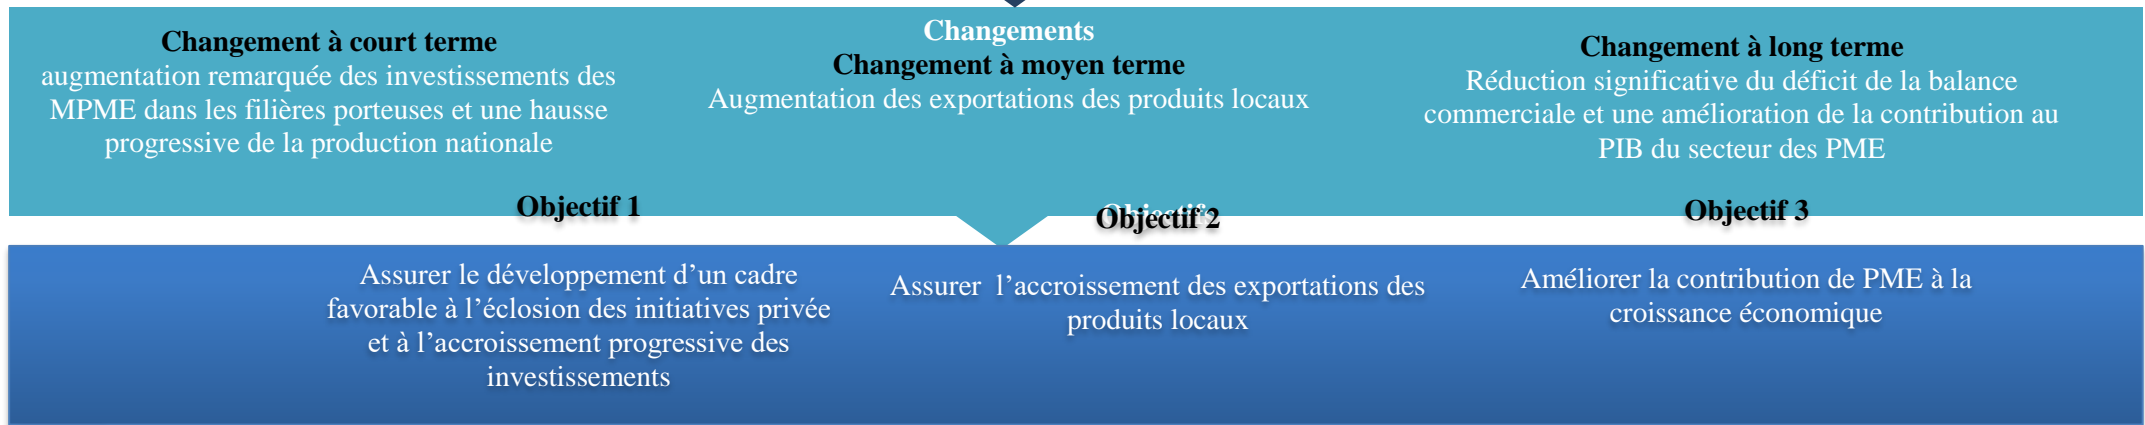 Changements
Changement à court terme
augmentation remarquée des investissements des
MPME dans les filières porteuses et une hausse
progressive de la production nationale
Changement à moyen terme
Augmentation des exportations des produits locaux
Changement à long terme
Réduction significative du déficit de la balance
commerciale et une amélioration de la contribution au
PIB du secteur des PME
Objectifs
Objectif 1
Assurer le développement d’un cadre
favorable à l’éclosion des initiatives privée
et à l’accroissement progressive des
investissements
Objectif 2
Assurer  l’accroissement des exportations des
produits locaux
Objectif 3
Améliorer la contribution de PME à la
croissance économique